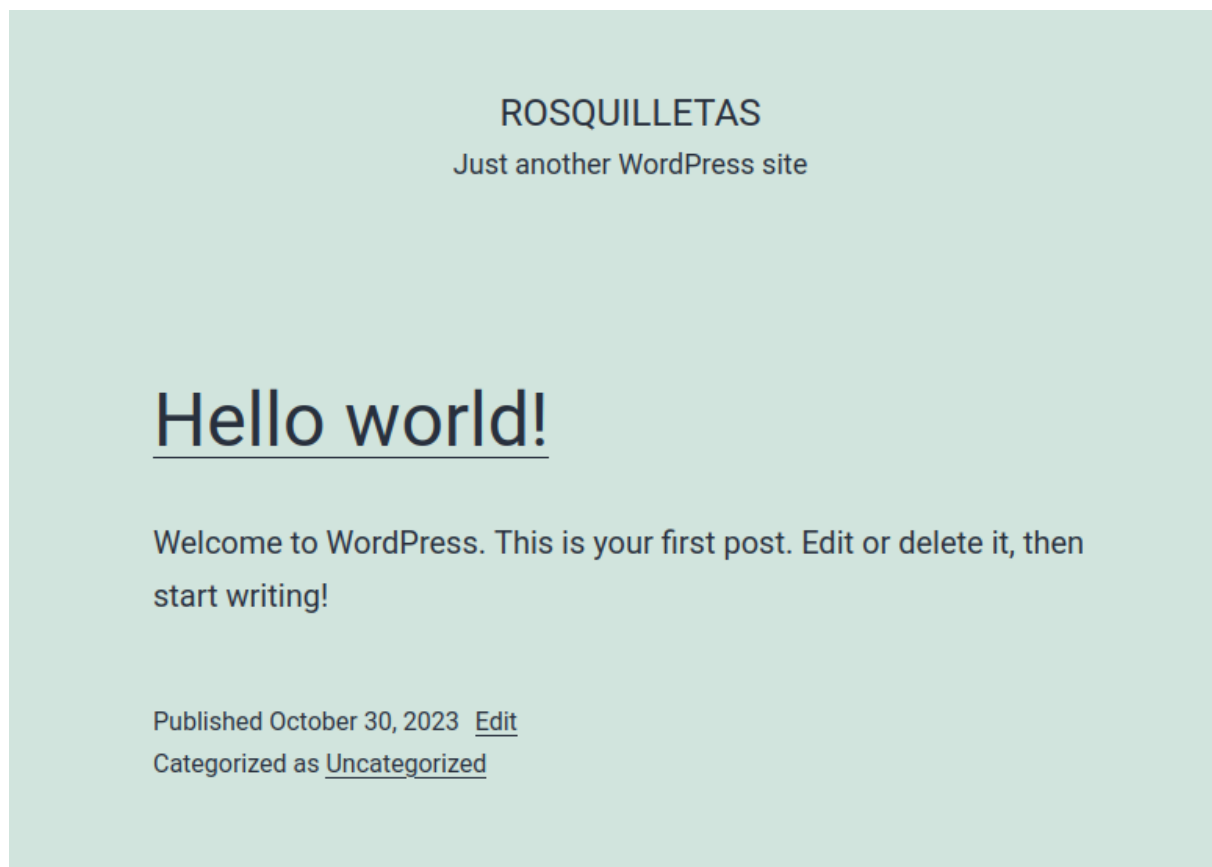 ROSQUILLETAS
Just another WordPress site
Hello world!
Welcome to WordPress. This is your first post. Edit or delete it, then
start writing!
Published October 30, 2023 Edit
Categorized as Uncategorized